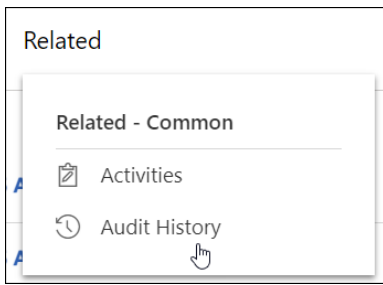 Related
Related - Common
Activities
Audit History
A
A